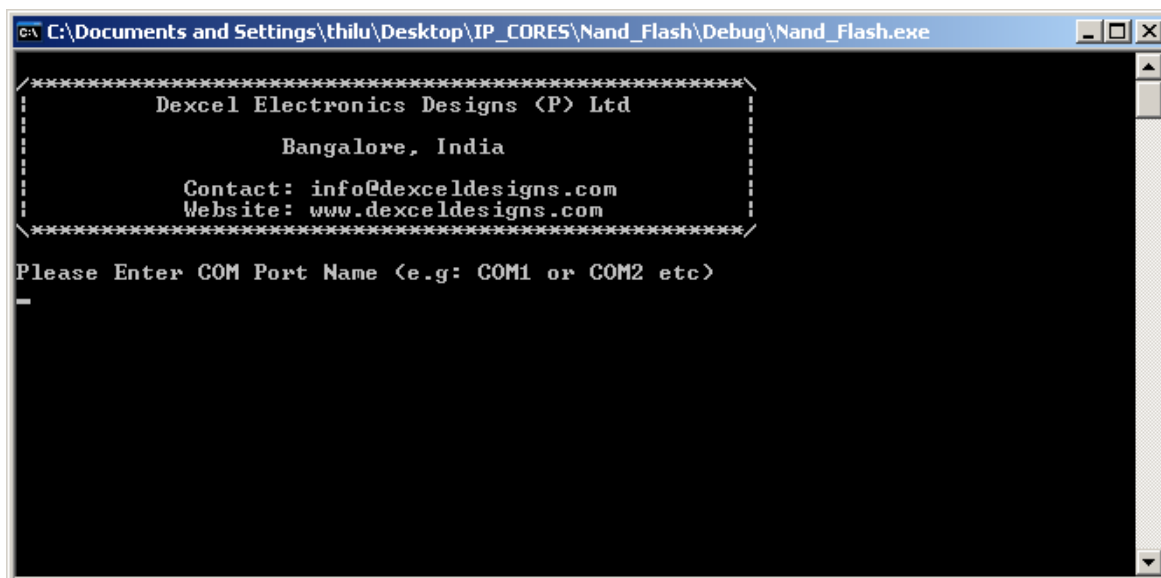 C:\Documents and Settings\thilu\Desktop\IP_CORES\Nand_Flash\Debug\Nand_Flash.exe
/***************************************************\
Dexcel Electronics Designs (P) Ltd
Bangalore, India
Contact: info@dexceldesigns.com
Website: www.dexceldesigns.com
\***************************************************/
Please Enter COM Port Name (e.g: COM1 or COM2 etc)